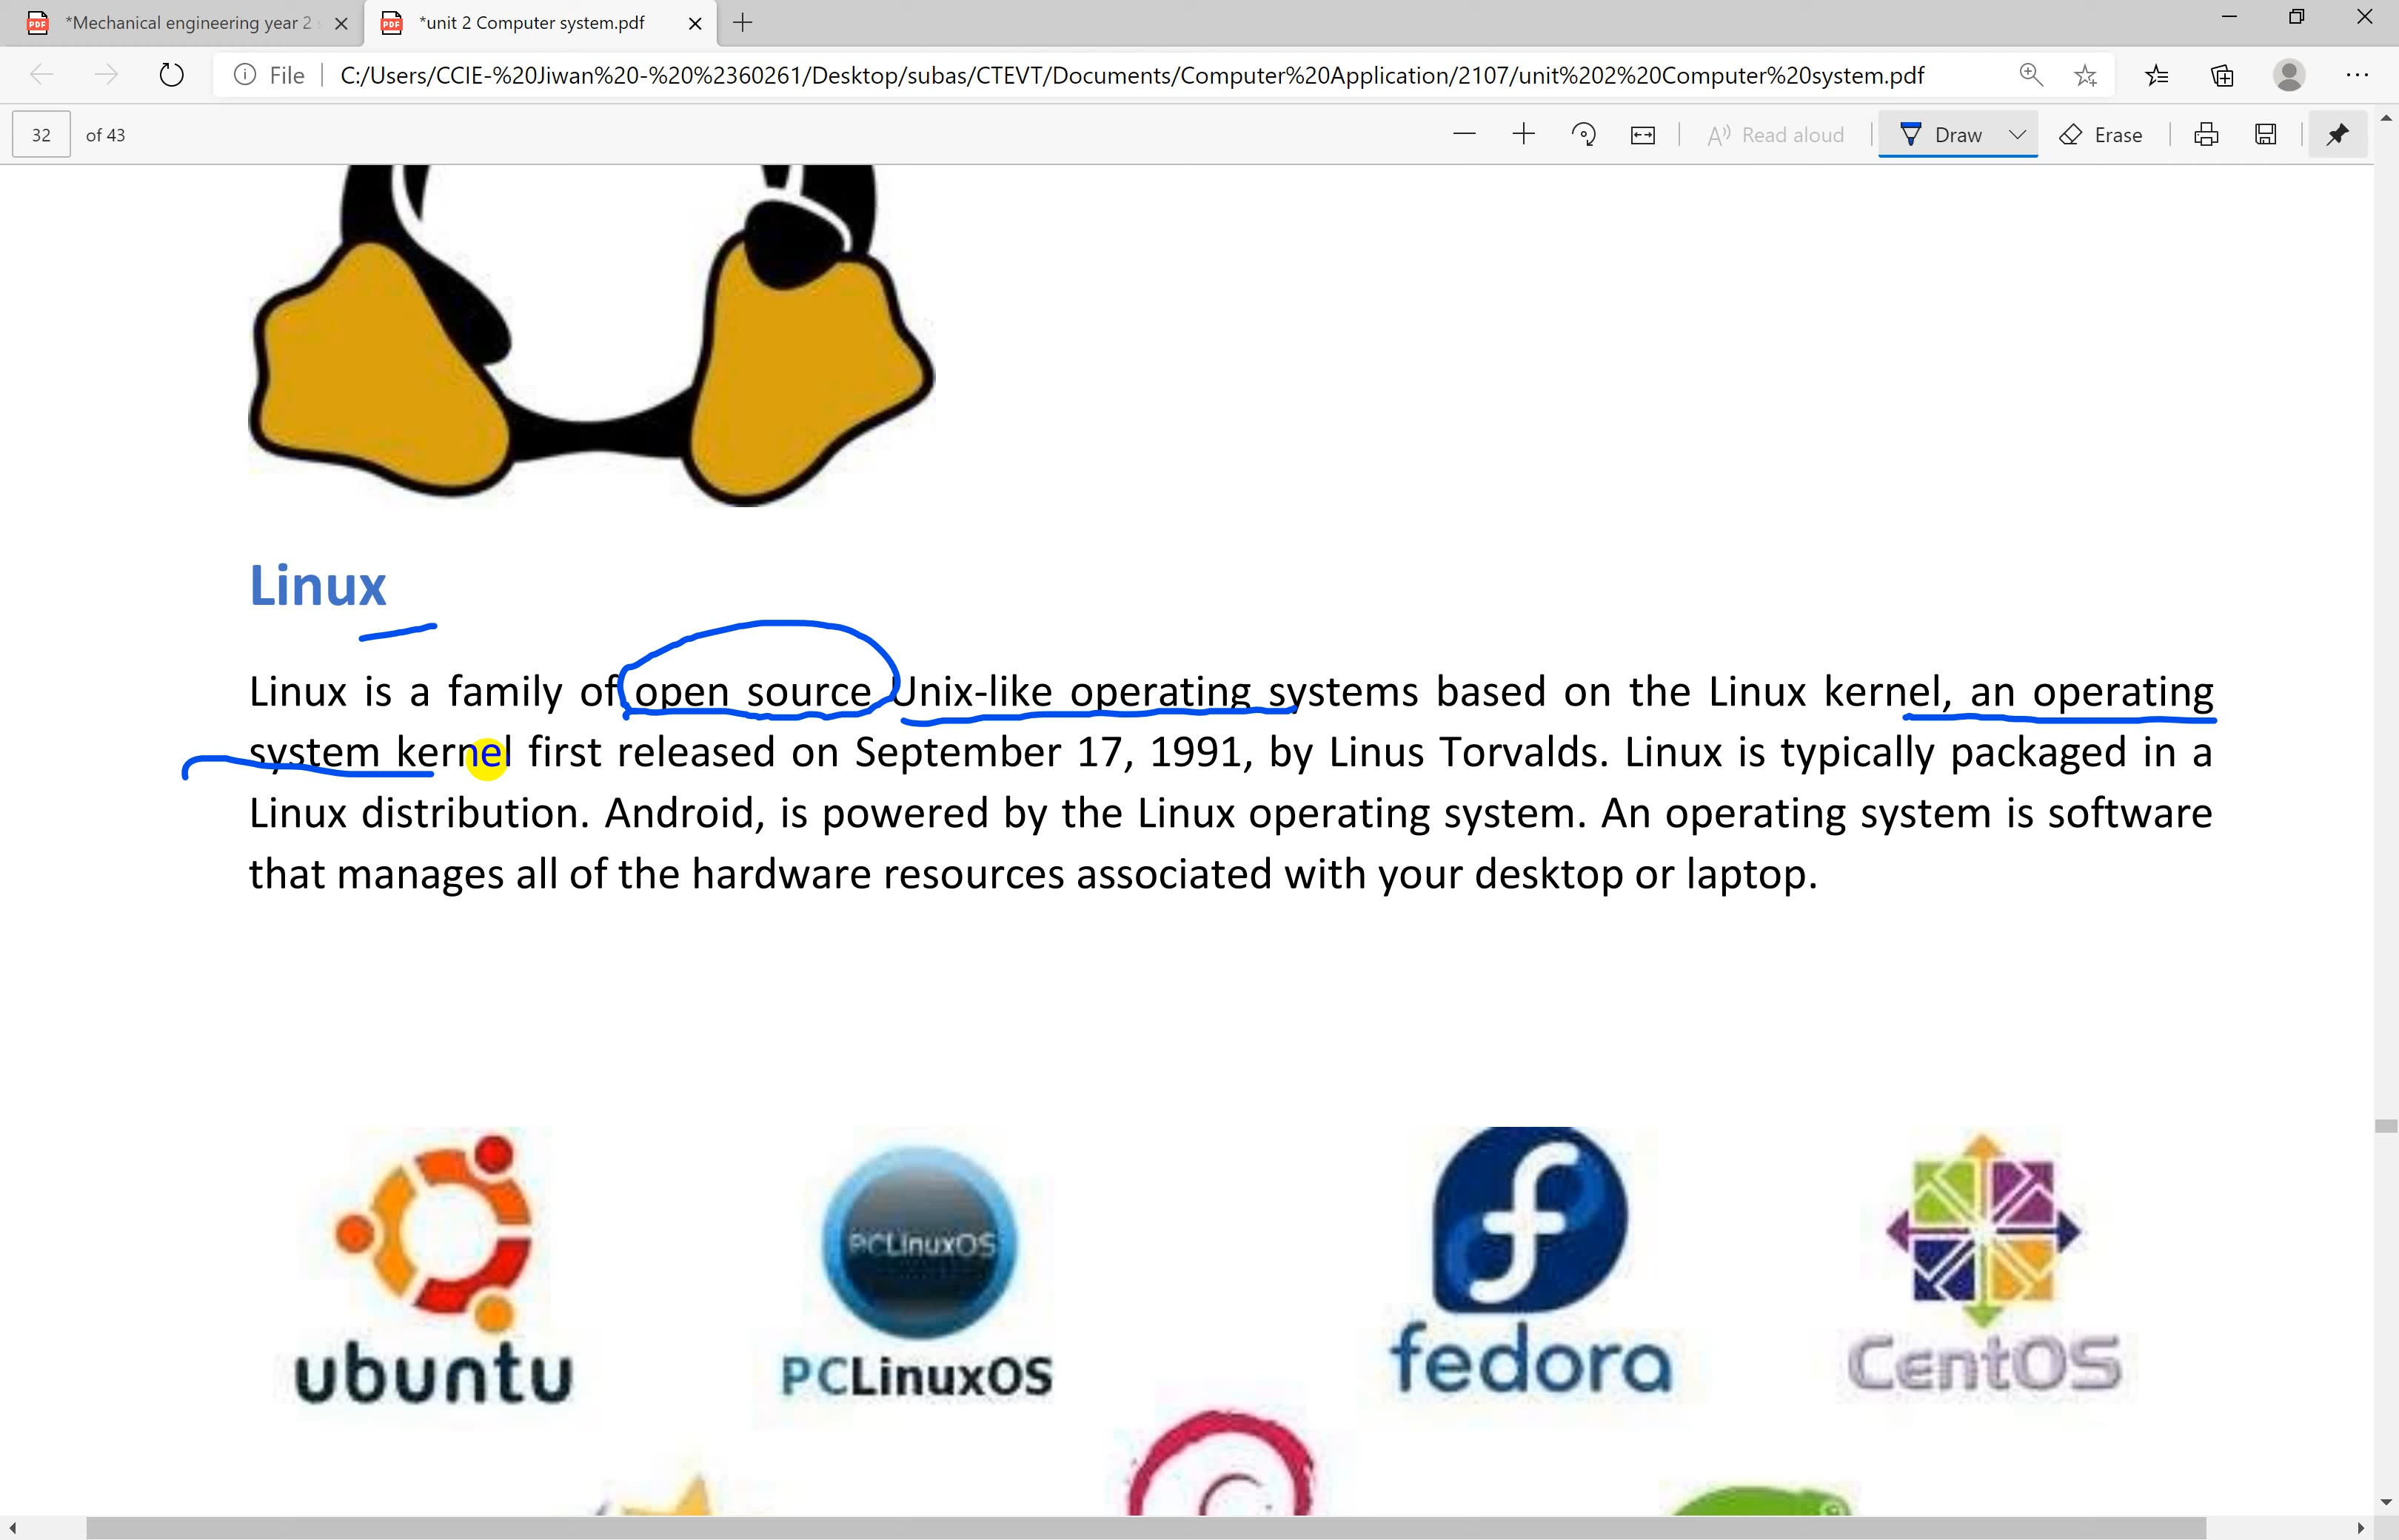 *Mechanical engineering year 2
*unit 2 Computer system.pdf
File
C:/Users/CCIE-%20Jiwan%20-%20%2360261/Desktop/subas/CTEVT/Documents/Computer%20Application/2107/unit%202%20Computer%20system.pdf
32 of 43
Read aloud
Draw
Erase
Linux
Linux is a family of open source Unix-like operating systems based on the Linux kernel, an operating
system kernel first released on September 17, 1991, by Linus Torvalds. Linux is typically packaged in a
Linux distribution. Android, is powered by the Linux operating system. An operating system is software
that manages all of the hardware resources associated with your desktop or laptop.
PCLinuxOS
ubuntu
PCLinuxOS
fedora
CentOS